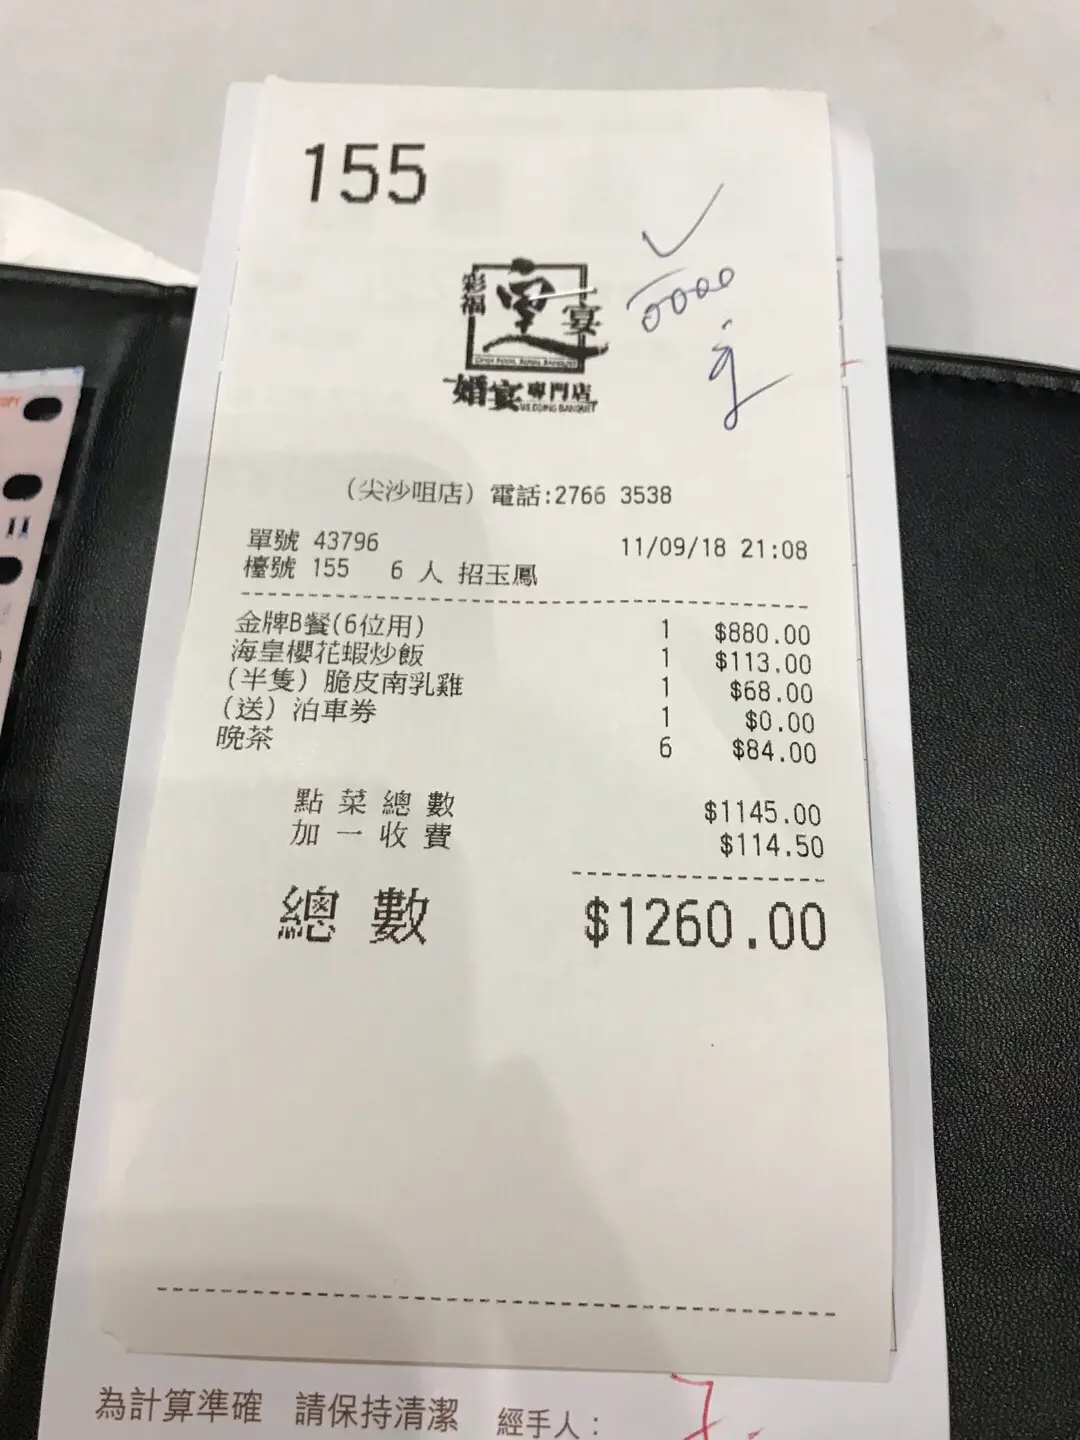 155
彩福
皇
宴
婚宴專門店
WEDDING BANQUET
(尖沙咀店) 電話:2766 3538
單號 43796 11/09/18 21:08
檯號 155 6 人 招玉鳳
金牌B餐(6位用) 1 $880.00
海皇櫻花蝦炒飯 1 $113.00
(半隻) 脆皮南乳雞 1 $68.00
(送) 泊車券 1 $0.00
晚茶 6 $84.00
點菜總數 $1145.00
加一收費 $114.50
總數 $1260.00
為計算準確 請保持清潔 經手人: